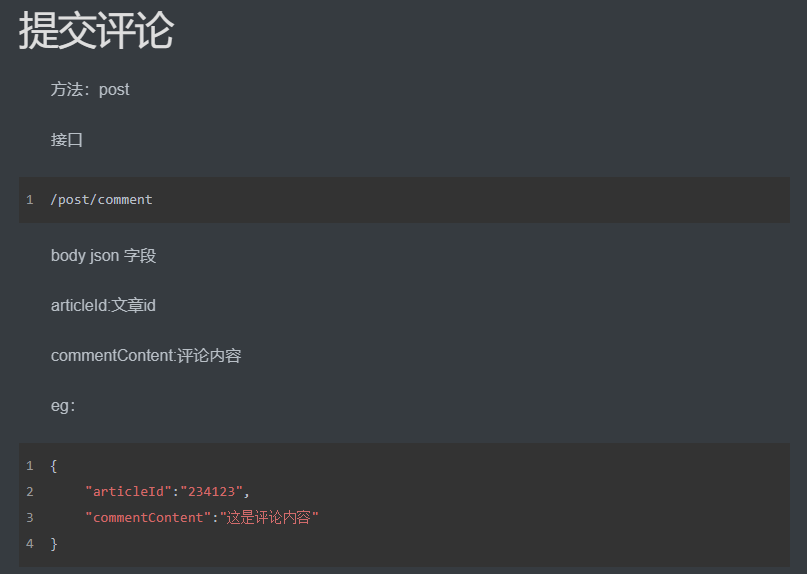 提交评论
方法：post
接口
1 /post/comment
body json 字段
articleId:文章id
commentContent:评论内容
eg：
1 {
2 "articleId":"234123",
3 "commentContent":"这是评论内容"
4 }